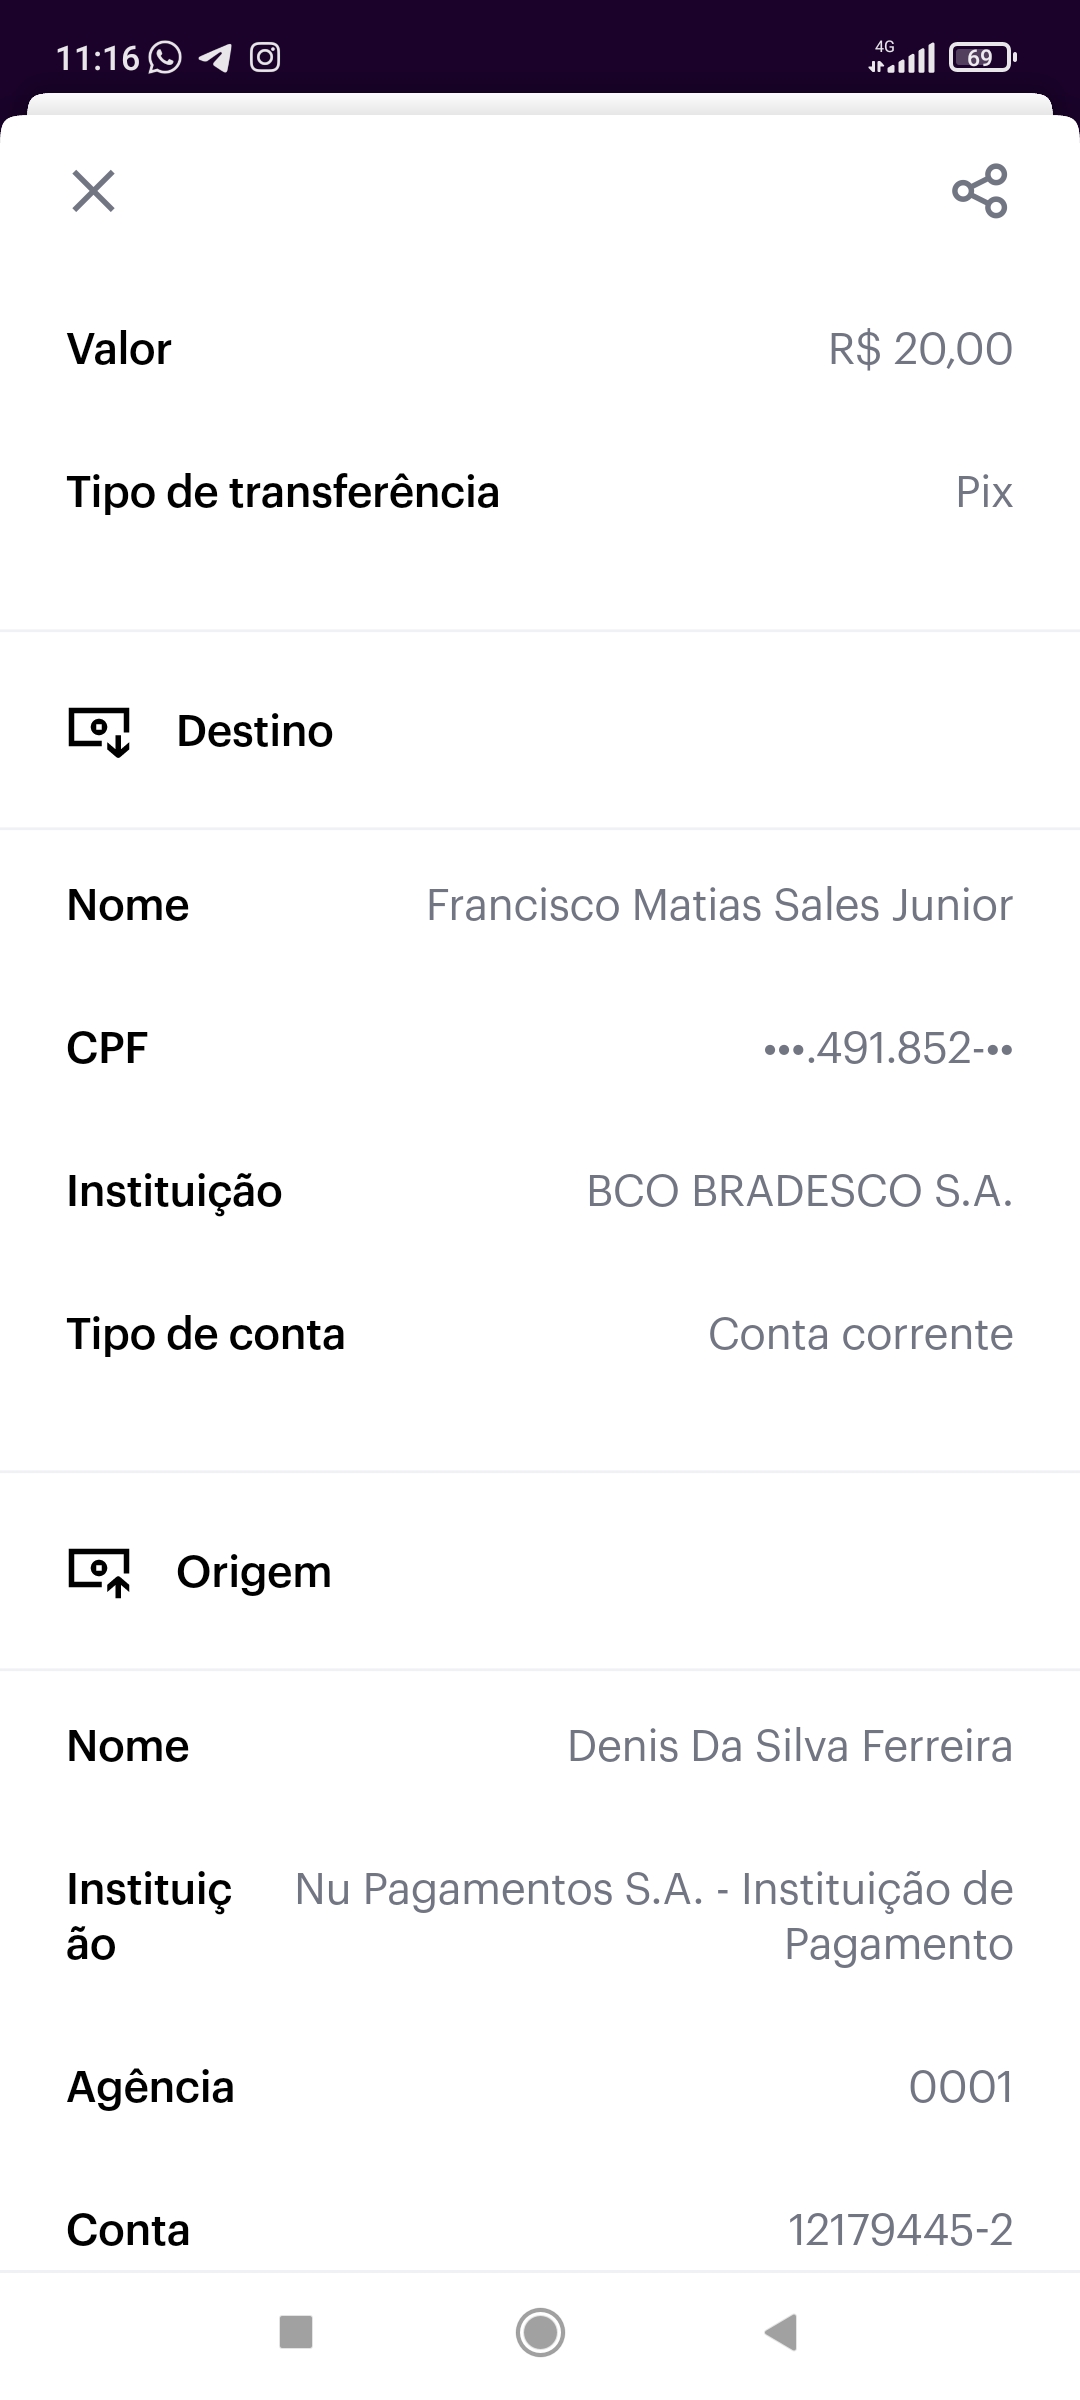 11:16
4G
69
Valor R$ 20,00
Tipo de transferência Pix
Destino
Nome Francisco Matias Sales Junior
CPF •••.491.852-••
Instituição BCO BRADESCO S.A.
Tipo de conta Conta corrente
Origem
Nome Denis Da Silva Ferreira
Instituiç Nu Pagamentos S.A. - Instituição de
ão Pagamento
Agência 0001
Conta 12179445-2